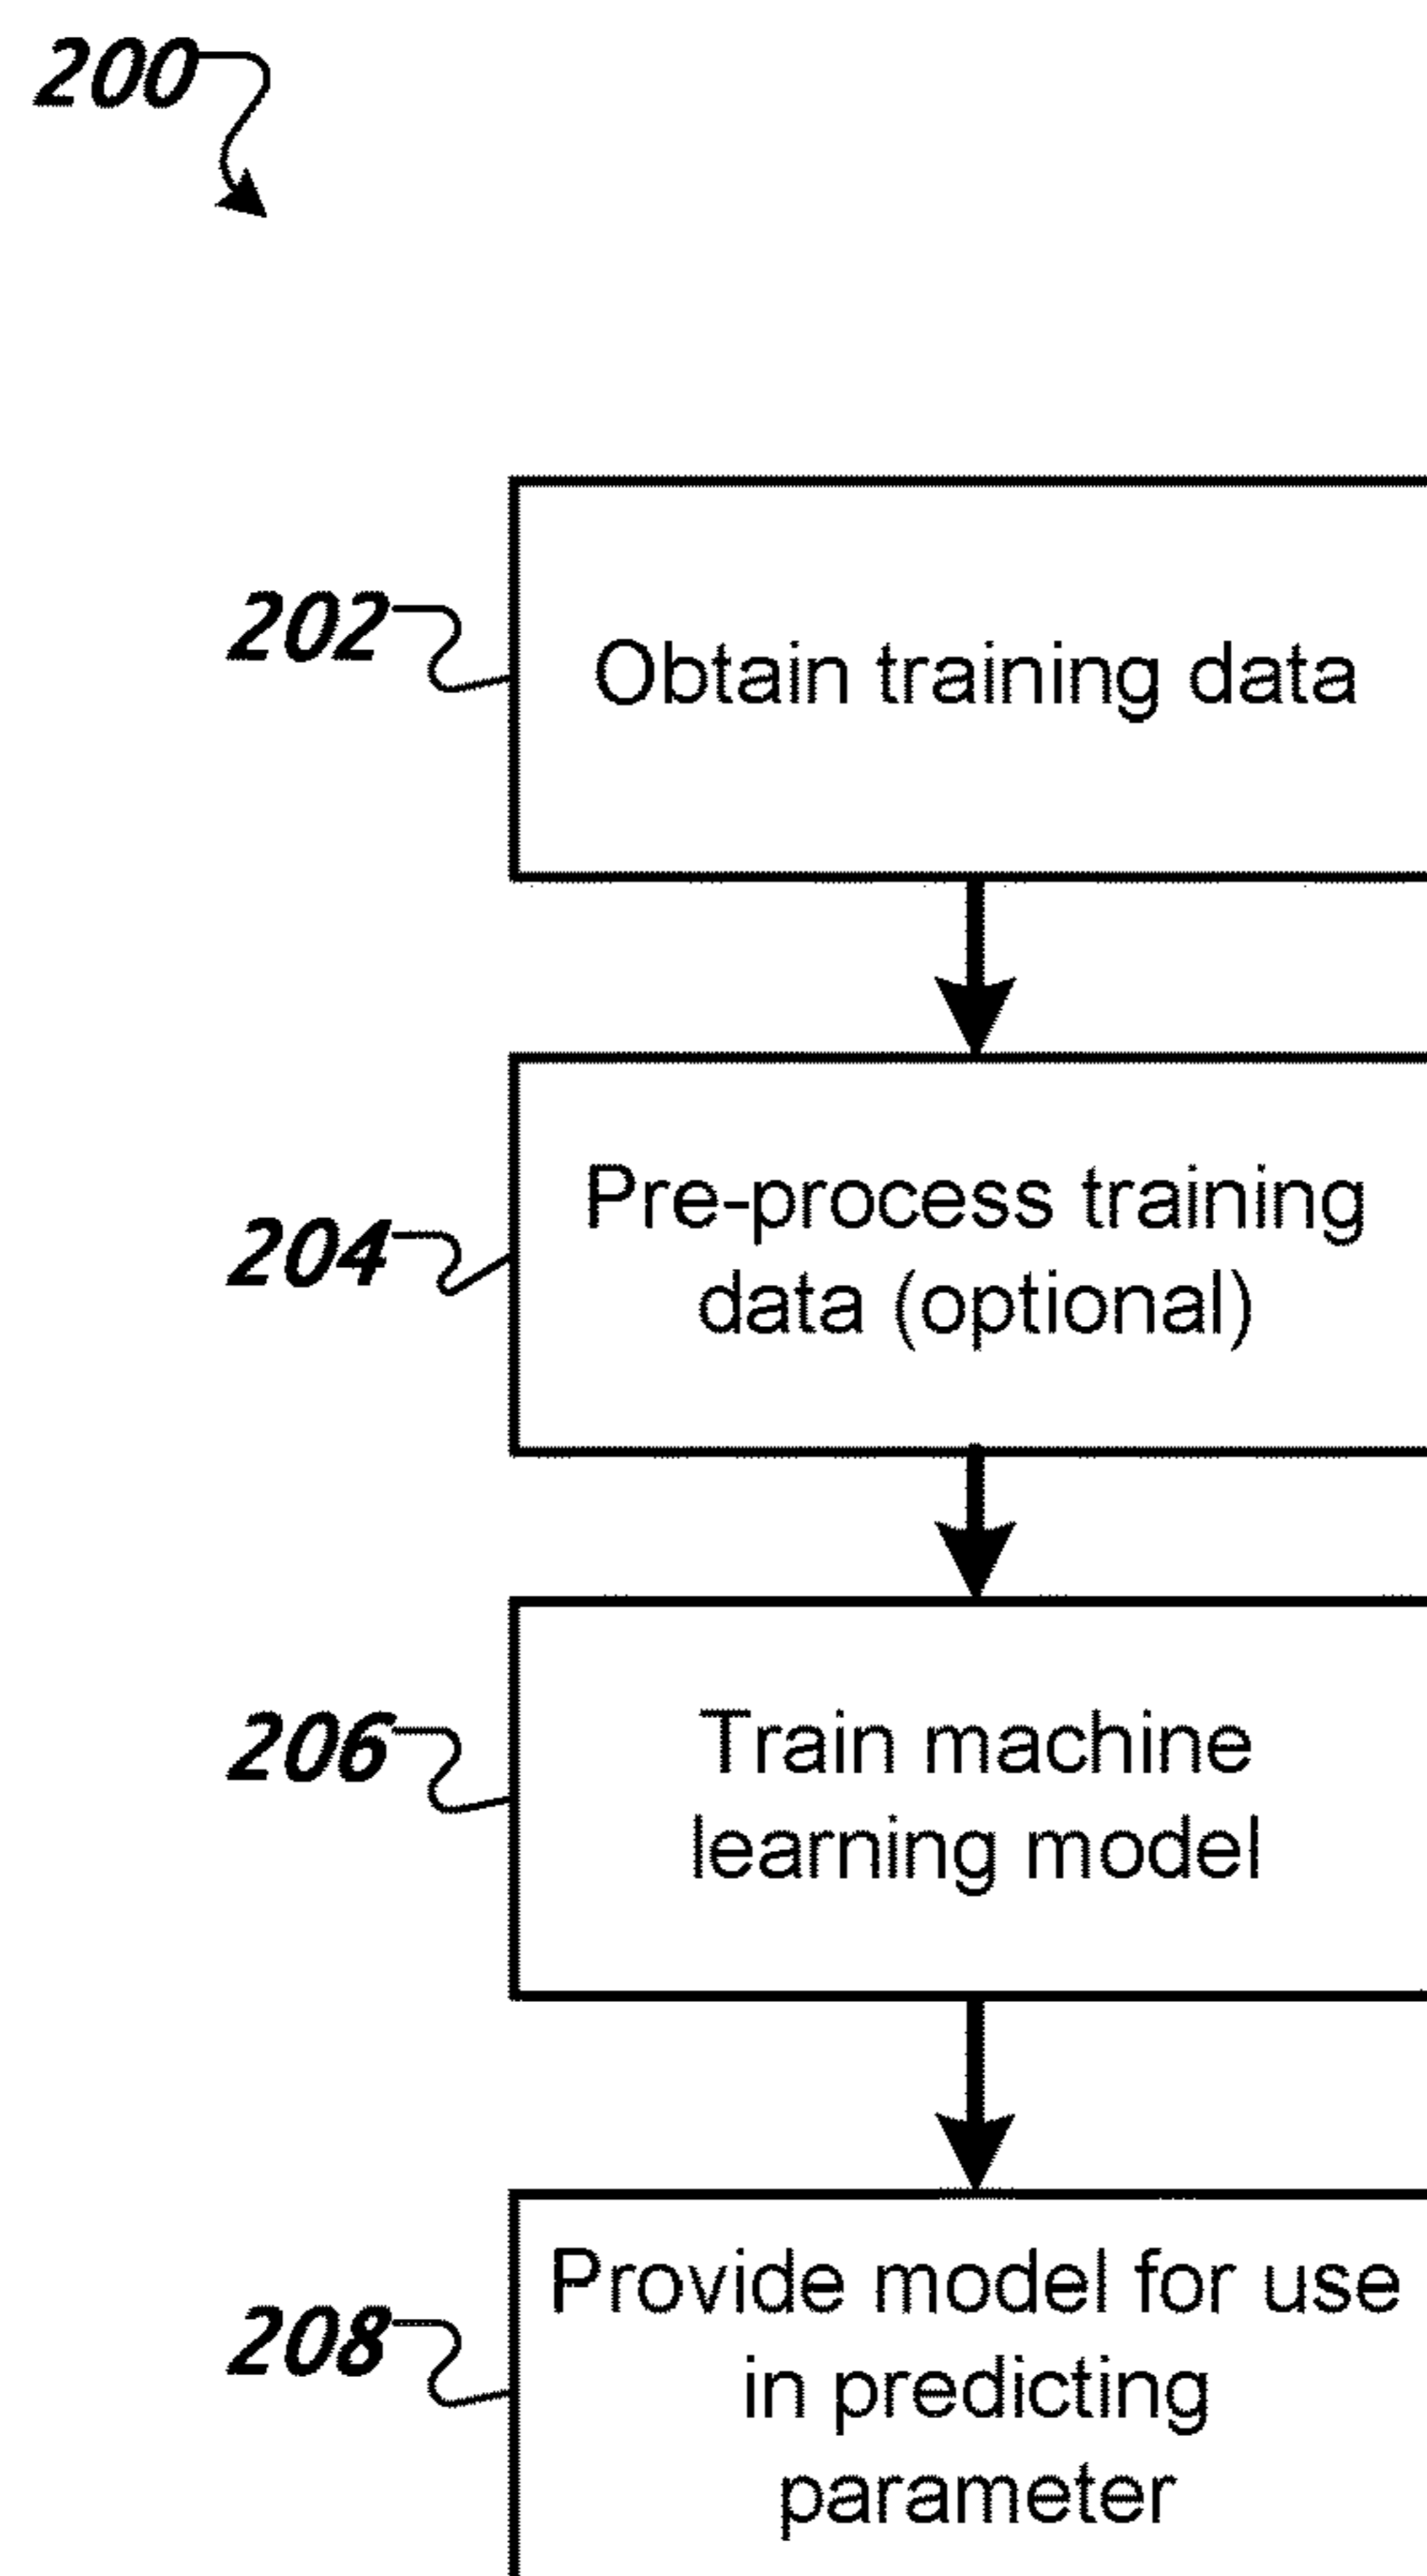 200
202
Obtain training data
204
Pre-process training
data (optional)
206
Train machine
learning model
208
Provide model for use
in predicting
parameter